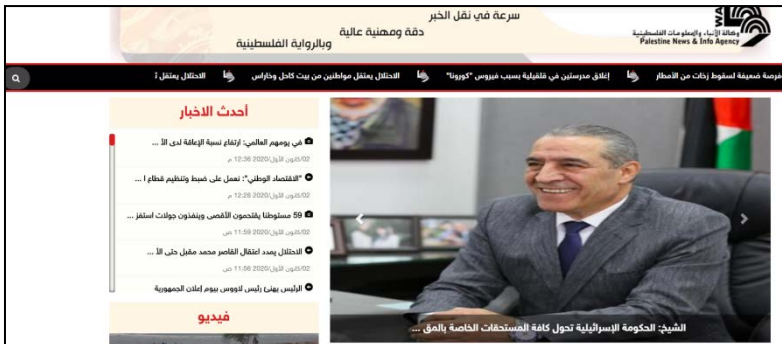 سرعة في نقل الخبر
دقة ومهنية عالية
وبالرواية الفلسطينية
WAFA
وكالة الأنباء والمعلومات الفلسطينية
Palestine News & Info Agency
فرصة ضعيفة لسقوط زخات من الأمطار
إغلاق مدرستين في قلقيلية بسبب فيروس "كورونا"
الاحتلال يعتقل مواطنين من بيت كاحل وخاراس
الاحتلال يعتقل
أحدث الاخبار
في يومهم العالمي: ارتفاع نسبة الإعاقة لدى الأ ...
02/كانون الأول/2020 12:36 م
"الاقتصاد الوطني": نعمل على ضبط وتنظيم قطاع ا ...
02/كانون الأول/2020 12:26 م
59 مستوطنا يقتحمون الأقصى وينفذون جولات استفز ...
02/كانون الأول/2020 11:59 ص
الاحتلال يمدد اعتقال القاصر محمد مقبل حتى الأ ...
02/كانون الأول/2020 11:56 ص
الرئيس يهنئ رئيس لاووس بيوم إعلان الجمهورية
فيديو
الشيخ: الحكومة الإسرائيلية تحول كافة المستحقات الخاصة بالمق ...